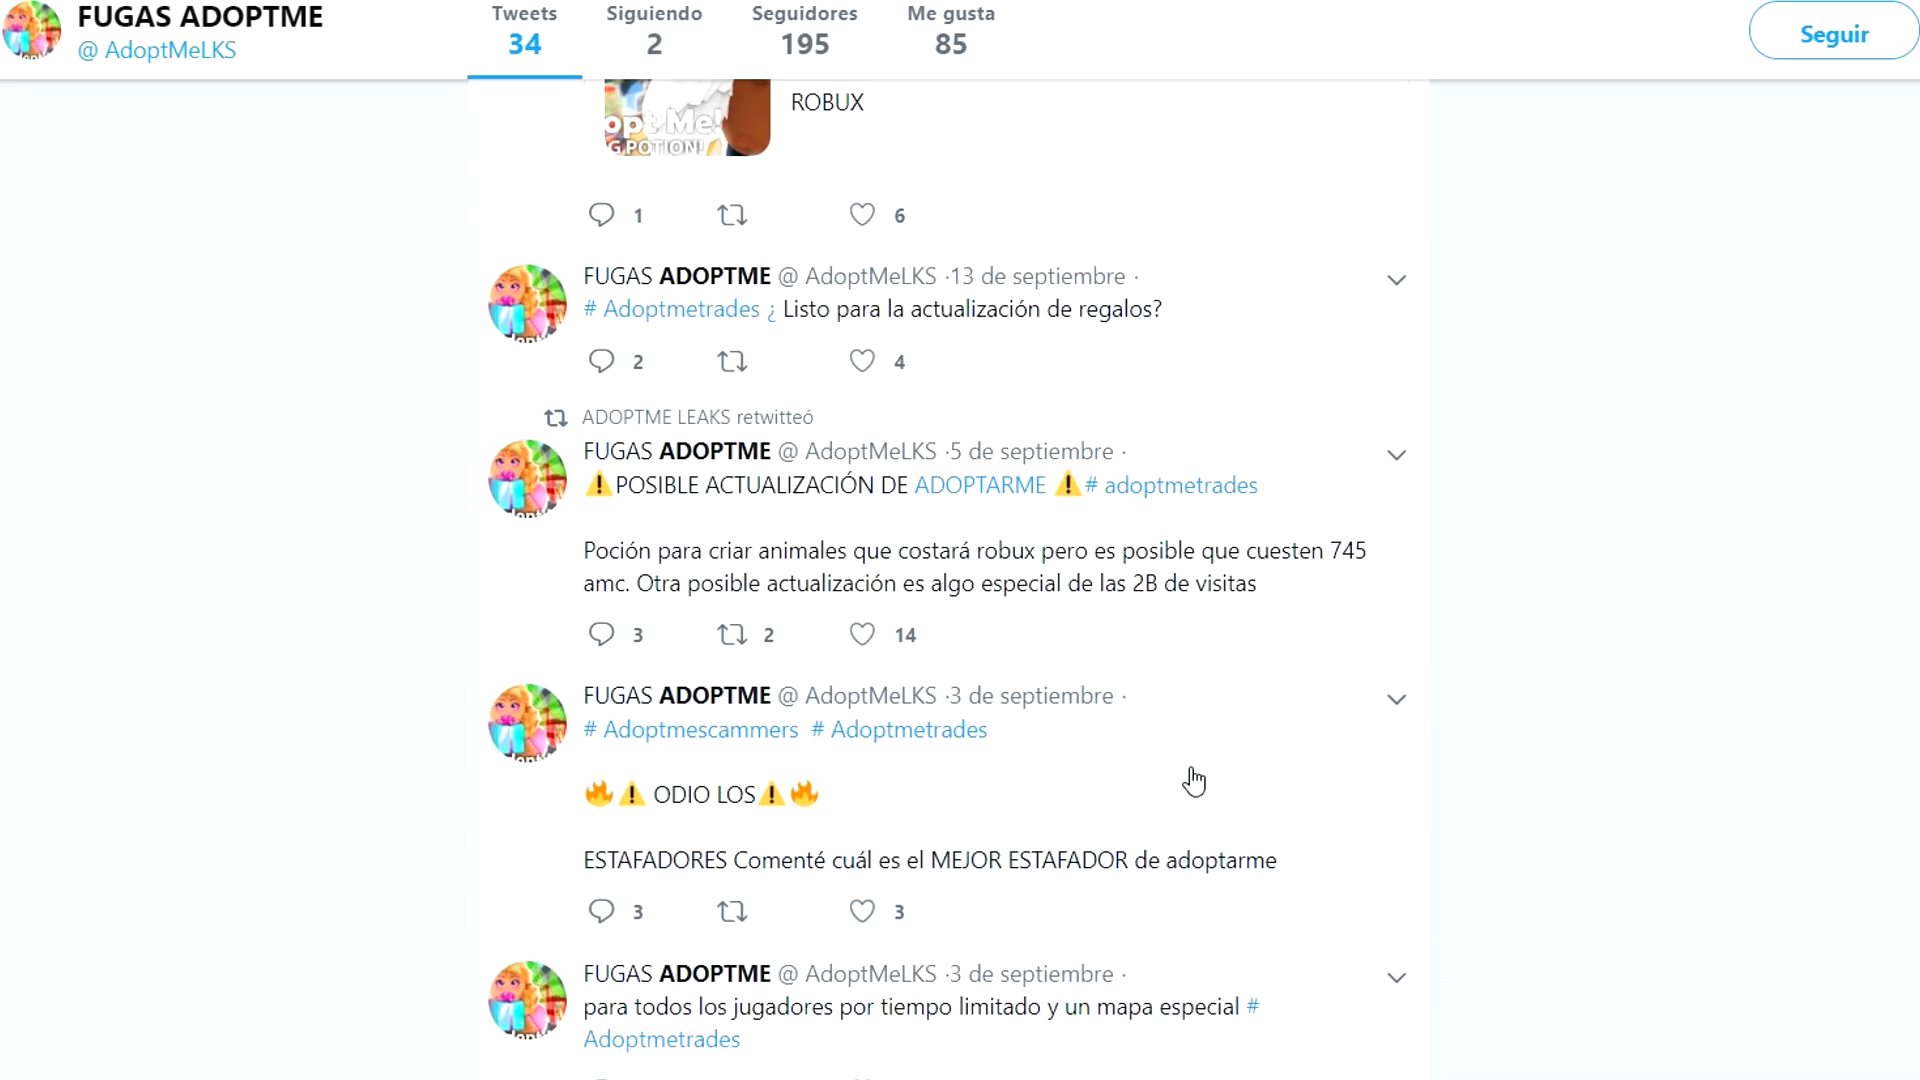 FUGAS ADOPTME
@ AdoptMeLKS
Tweets
34
Siguiendo
2
Seguidores
195
Me gusta
85
Seguir
opt Me!
G POTION!
ROBUX
1
6
FUGAS ADOPTME @ AdoptMeLKS ·13 de septiembre ·
# Adoptmetrades ¿ Listo para la actualización de regalos?
2
4
ADOPTME LEAKS retwitteó
FUGAS ADOPTME @ AdoptMeLKS ·5 de septiembre ·
⚠️POSIBLE ACTUALIZACIÓN DE ADOPTARME ⚠️# adoptmetrades
Poción para criar animales que costará robux pero es posible que cuesten 745
amc. Otra posible actualización es algo especial de las 2B de visitas
3
2
14
FUGAS ADOPTME @ AdoptMeLKS ·3 de septiembre ·
# Adoptmescammers # Adoptmetrades
🔥⚠️ ODIO LOS⚠️🔥
ESTAFADORES Comenté cuál es el MEJOR ESTAFADOR de adoptarme
3
3
FUGAS ADOPTME @ AdoptMeLKS ·3 de septiembre ·
para todos los jugadores por tiempo limitado y un mapa especial #
Adoptmetrades